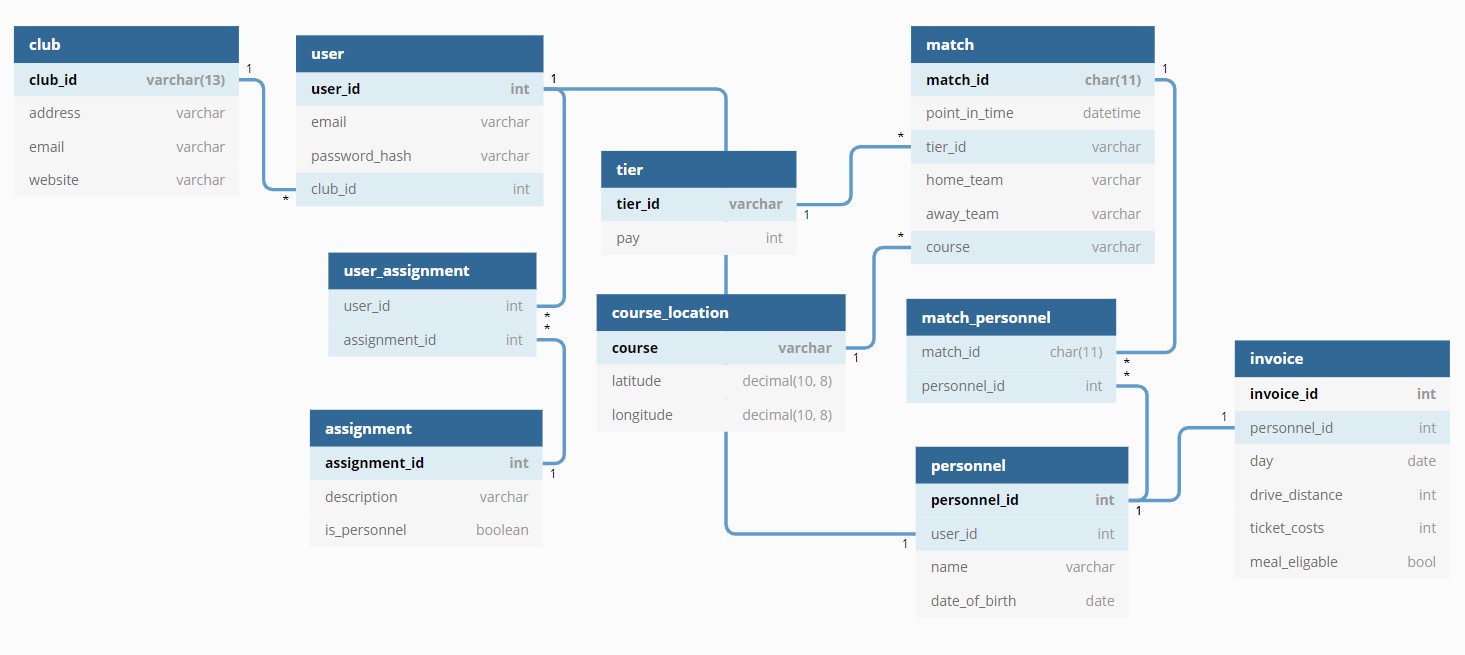 club
club_id varchar(13)
address varchar
email varchar
website varchar
1
*
user
user_id int
email varchar
password_hash varchar
club_id int
1
user_assignment
user_id int
assignment_id int
*
*
assignment
assignment_id int
description varchar
is_personnel boolean
1
tier
tier_id varchar
pay int
1
course_location
course varchar
latitude decimal(10, 8)
longitude decimal(10, 8)
1
match
match_id char(11)
point_in_time datetime
tier_id varchar
home_team varchar
away_team varchar
course varchar
1
*
*
match_personnel
match_id char(11)
personnel_id int
*
*
personnel
personnel_id int
user_id int
name varchar
date_of_birth date
1
1
invoice
invoice_id int
personnel_id int
day date
drive_distance int
ticket_costs int
meal_eligable bool
1